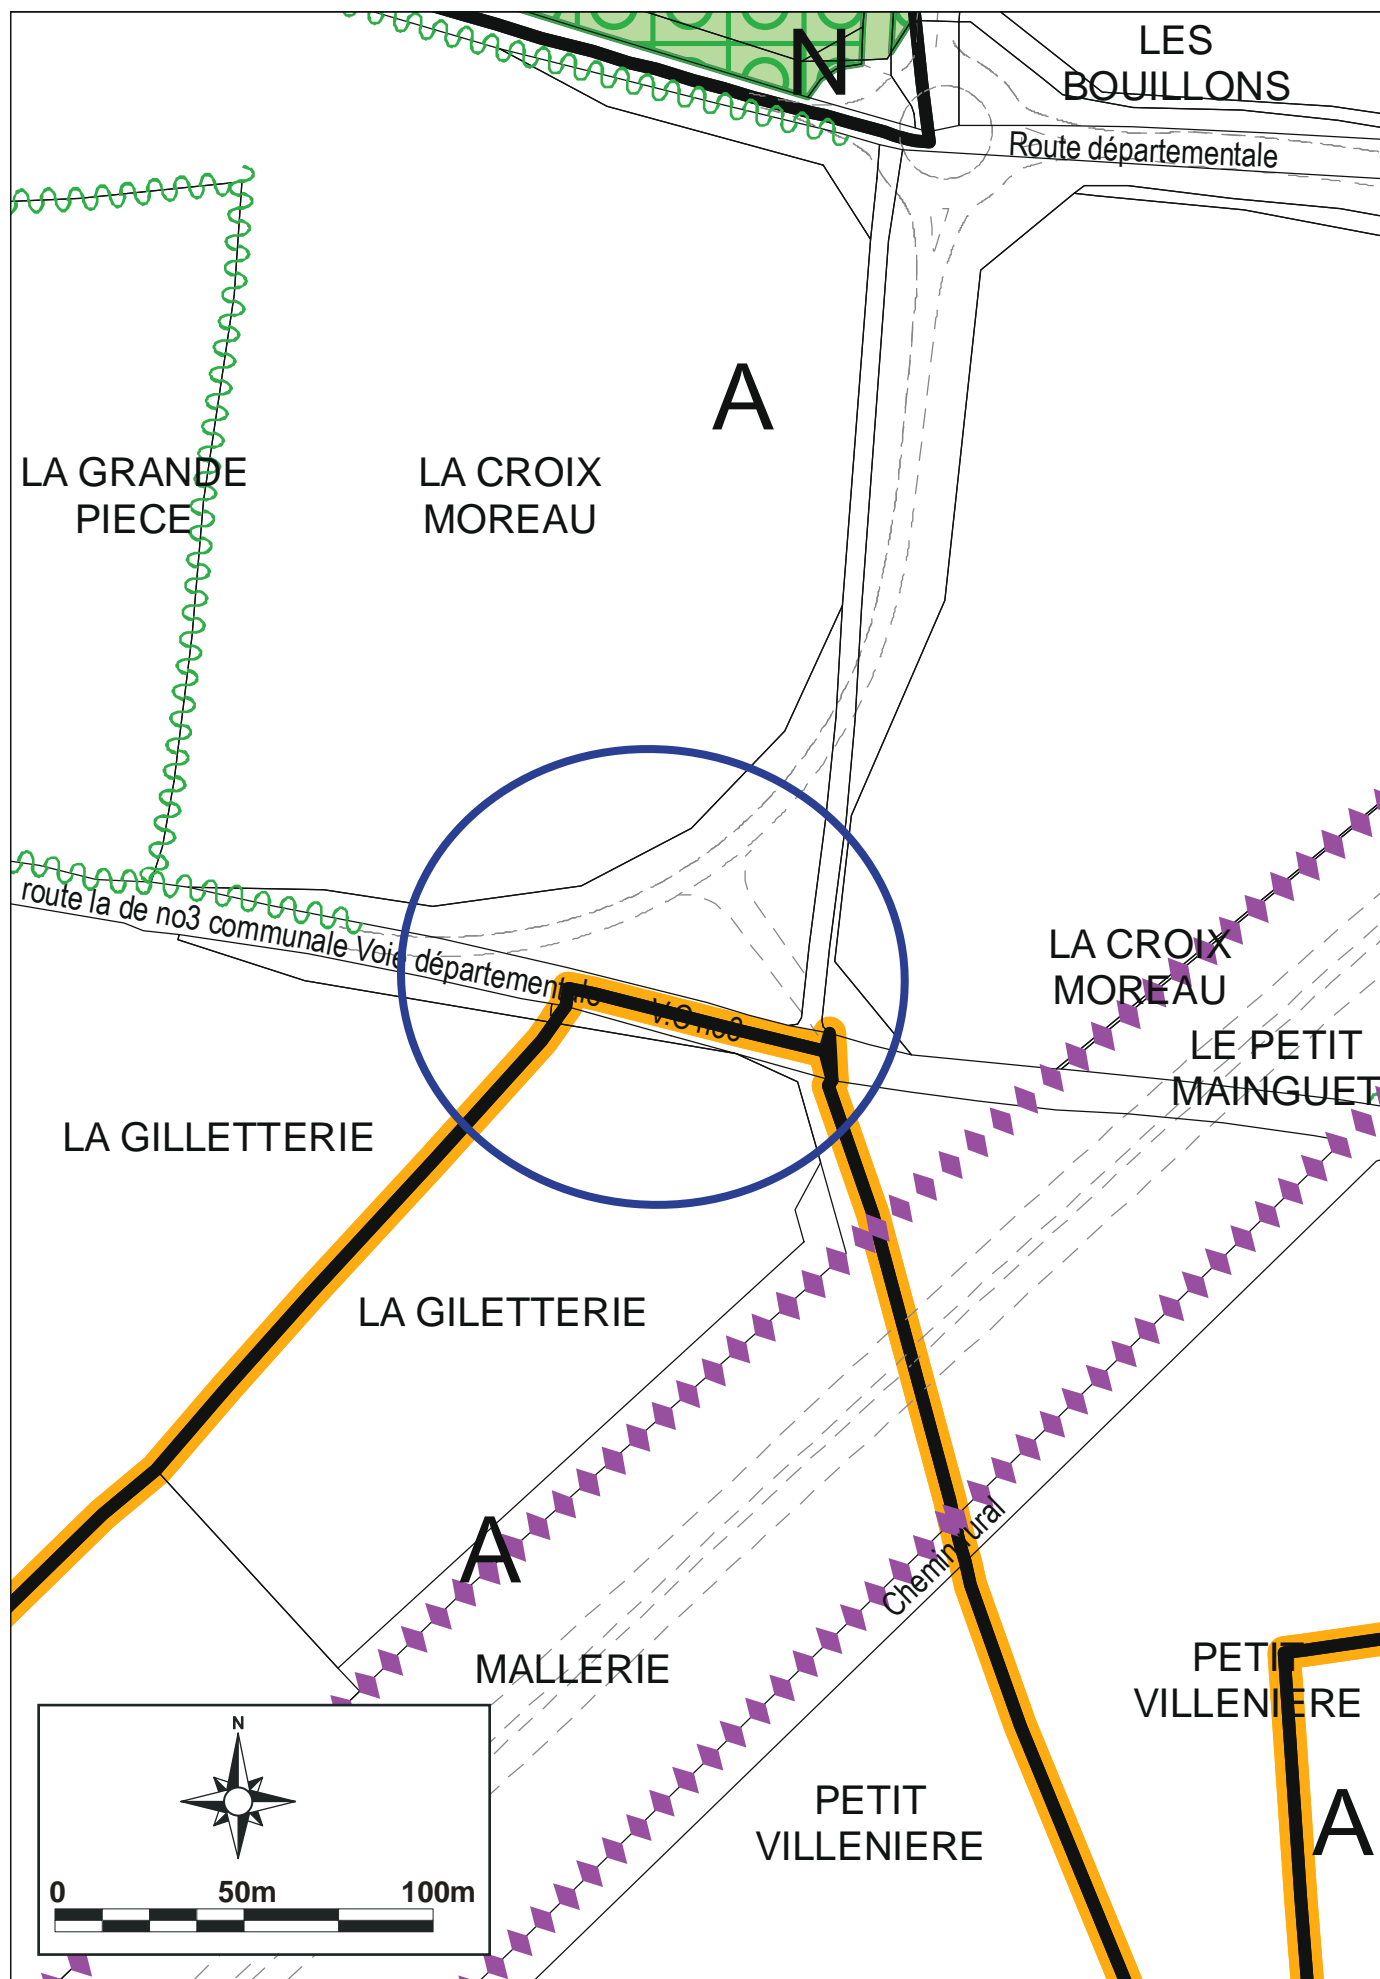 N
LES
BOUILLONS
Route départementale
A
LA GRANDE
PIECE
LA CROIX
MOREAU
route la de no3 communale Voie départementale
V.C no3
LA CROIX
MOREAU
LE PETIT
MAINGUET
LA GILLETTERIE
LA GILETTERIE
A
Chemin rural
MALLERIE
PETIT
VILLENIERE
PETIT
VILLENIERE
A
N
0 50m 100m